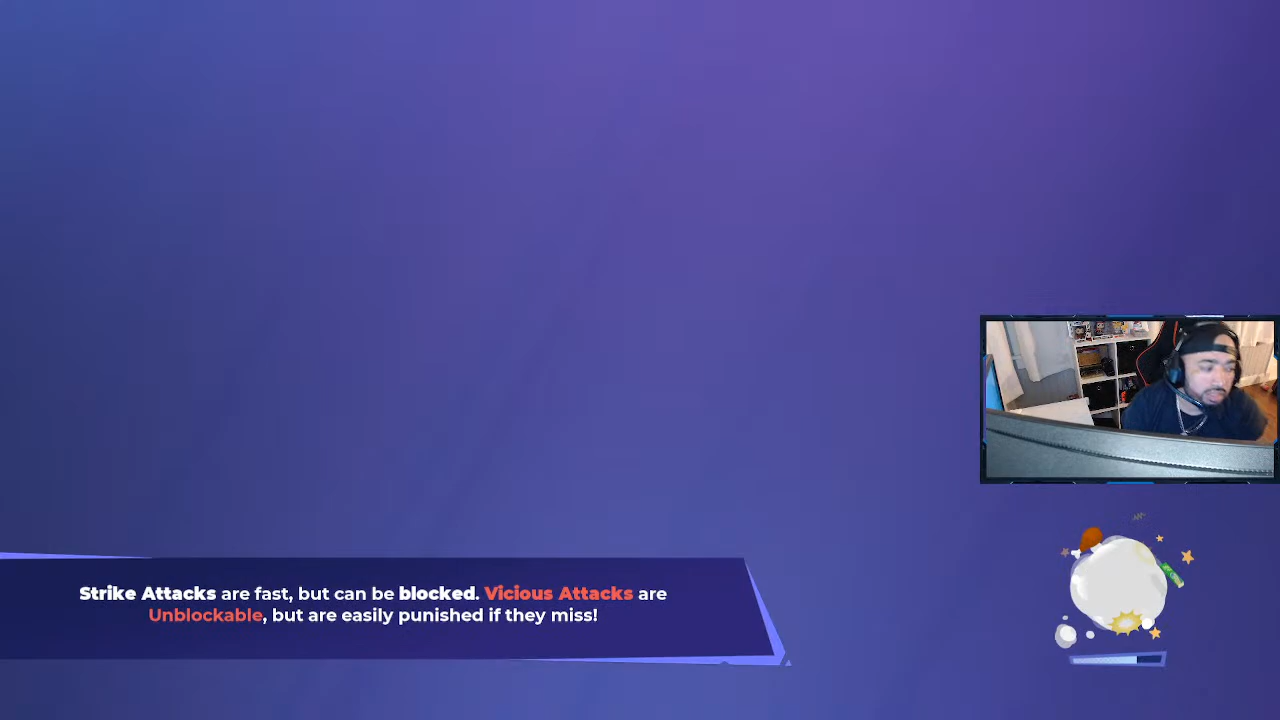 Strike Attacks are fast, but can be blocked. Vicious Attacks are
Unblockable, but are easily punished if they miss!